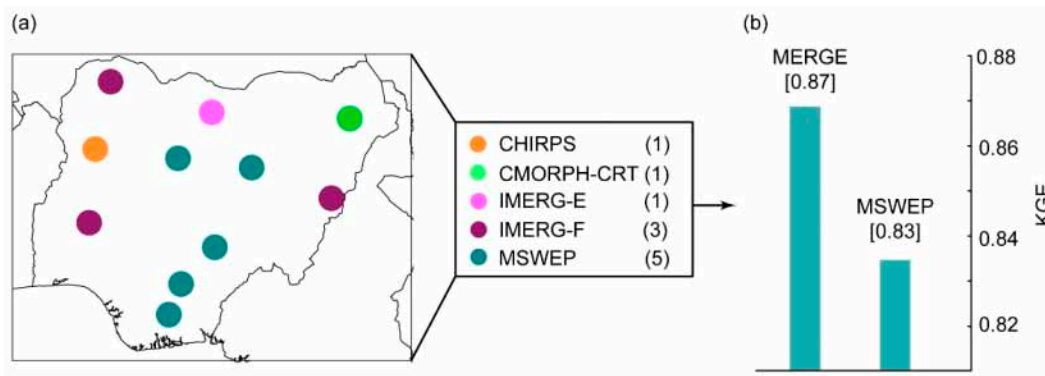 (a)
CHIRPS (1)
CMORPH-CRT (1)
IMERG-E (1)
IMERG-F (3)
MSWEP (5)
(b)
MERGE
[0.87]
MSWEP
[0.83]
0.88
0.86
0.84
0.82
KGE